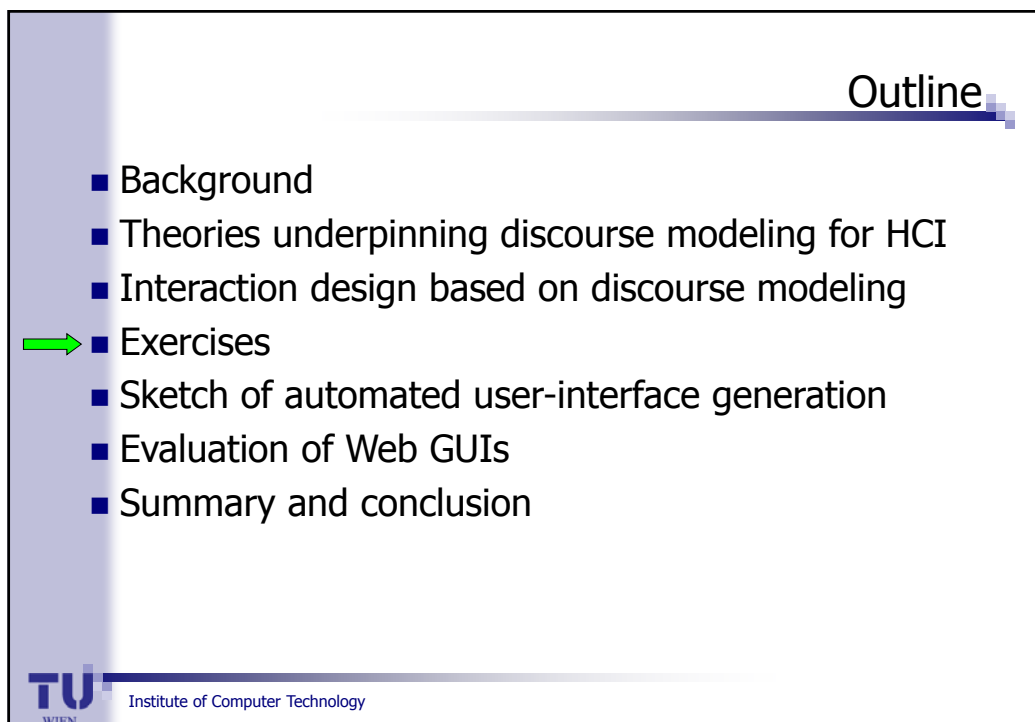 Outline
Background
Theories underpinning discourse modeling for HCI
Interaction design based on discourse modeling
Exercises
Sketch of automated user-interface generation
Evaluation of Web GUIs
Summary and conclusion
TU
WIEN
Institute of Computer Technology